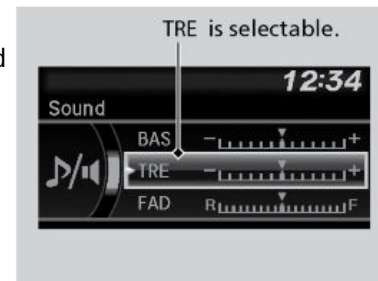 TRE is selectable.
d
12:34
Sound
BAS - +
TRE - +
FAD R F